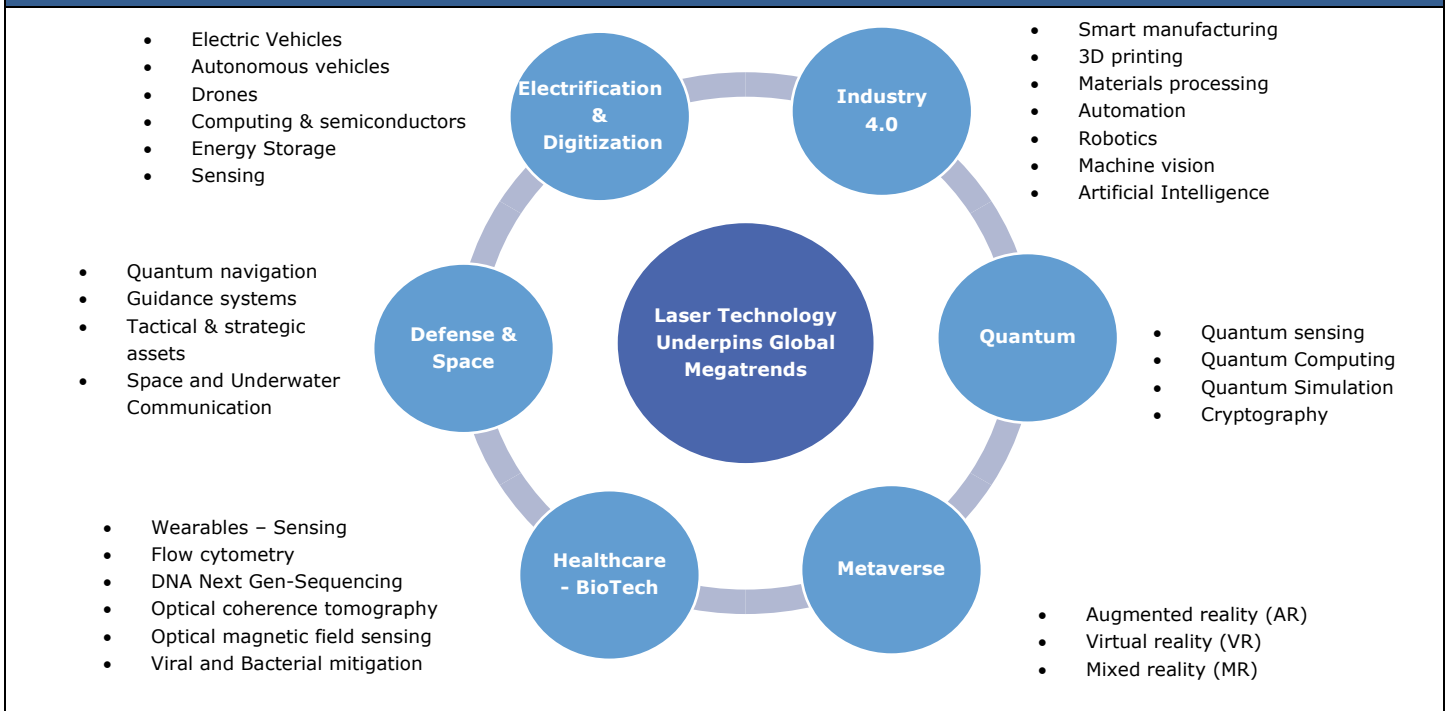 • Electric Vehicles
• Autonomous vehicles
• Drones
• Computing & semiconductors
• Energy Storage
• Sensing
Electrification
&
Digitization
Industry
4.0
• Smart manufacturing
• 3D printing
• Materials processing
• Automation
• Robotics
• Machine vision
• Artificial Intelligence
• Quantum navigation
• Guidance systems
• Tactical & strategic
assets
• Space and Underwater
Communication
Defense &
Space
Laser Technology
Underpins Global
Megatrends
Quantum
• Quantum sensing
• Quantum Computing
• Quantum Simulation
• Cryptography
• Wearables – Sensing
• Flow cytometry
• DNA Next Gen-Sequencing
• Optical coherence tomography
• Optical magnetic field sensing
• Viral and Bacterial mitigation
Healthcare
- BioTech
Metaverse
• Augmented reality (AR)
• Virtual reality (VR)
• Mixed reality (MR)